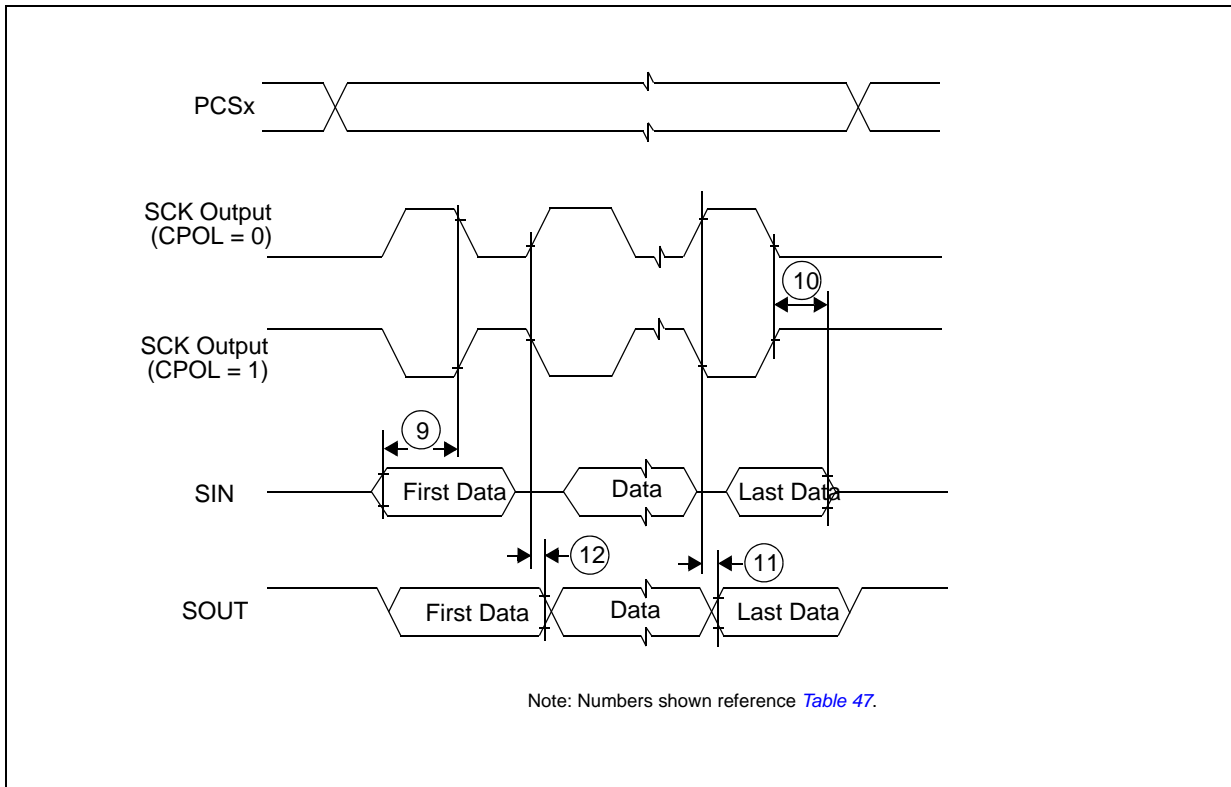 PCSx
SCK Output
(CPOL = 0)
10
SCK Output
(CPOL = 1)
9
SIN
First Data
Data
Last Data
12
11
SOUT
First Data
Data
Last Data
Note: Numbers shown reference Table 47.